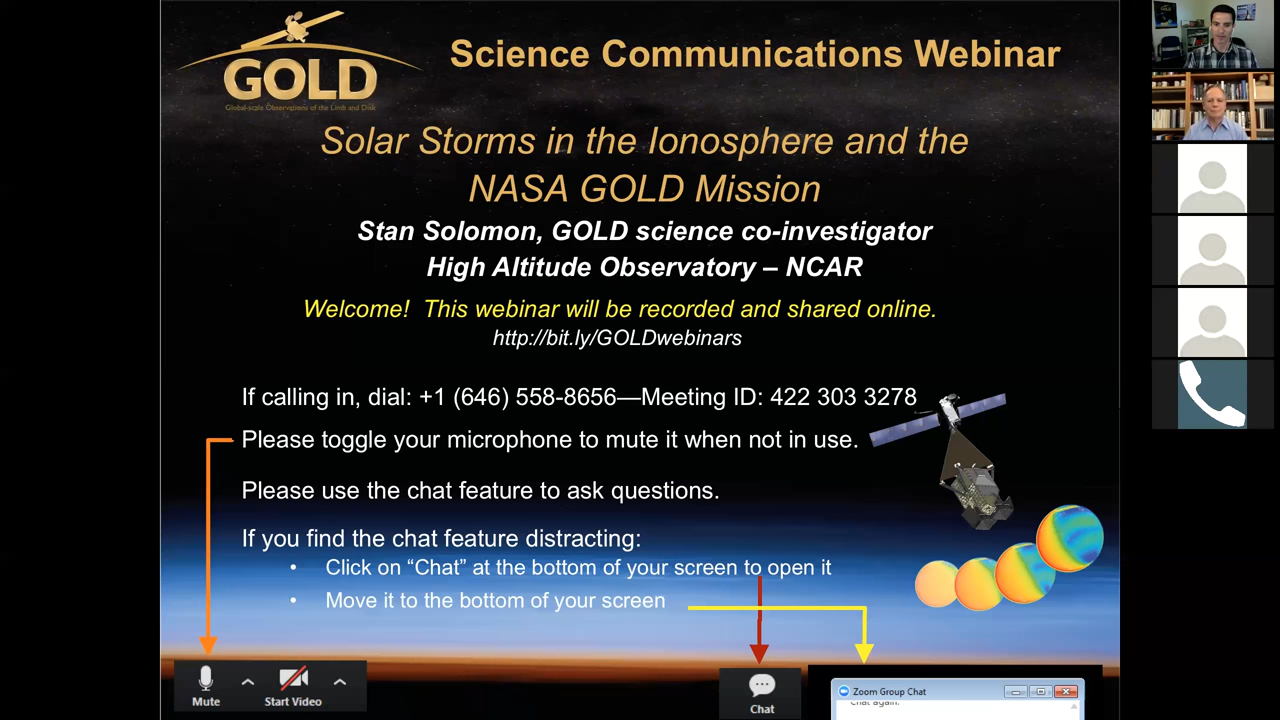 GOLD
Global-scale Observations of the Limb and Disk
Science Communications Webinar
Solar Storms in the Ionosphere and the
NASA GOLD Mission
Stan Solomon, GOLD science co-investigator
High Altitude Observatory – NCAR
Welcome!  This webinar will be recorded and shared online.
http://bit.ly/GOLDwebinars
If calling in, dial: +1 (646) 558-8656—Meeting ID: 422 303 3278
Please toggle your microphone to mute it when not in use.
Please use the chat feature to ask questions.
If you find the chat feature distracting:
• Click on “Chat” at the bottom of your screen to open it
• Move it to the bottom of your screen
Mute
Start Video
Chat
Zoom Group Chat
Chat again.